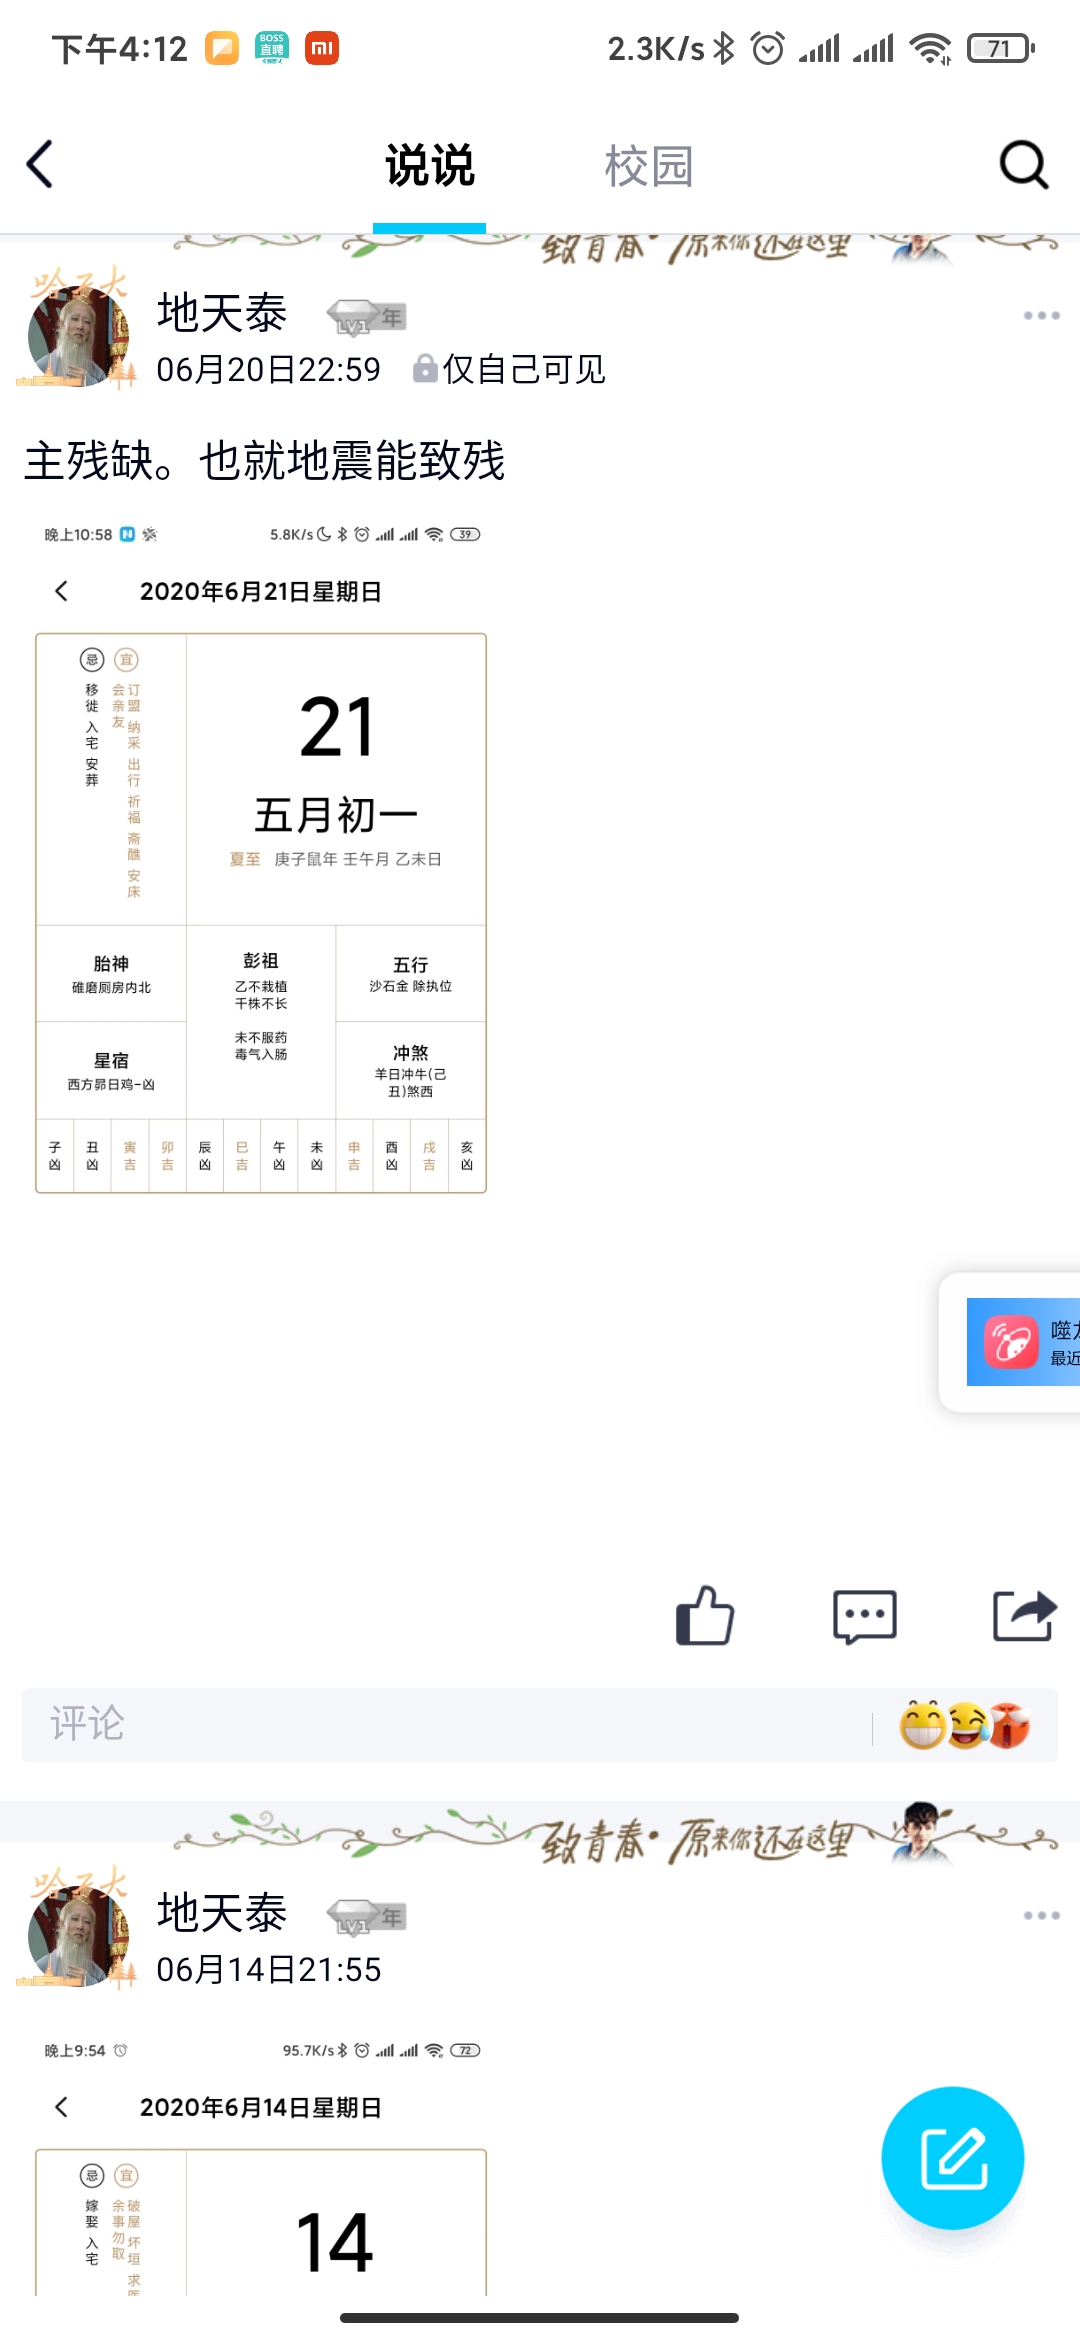 下午4:12 BOSS直聘 2.3K/s 71
说说 校园
致青春·原来你还在这里
哈工大
地天泰 LV1 年
06月20日22:59 仅自己可见
主残缺。也就地震能致残
晚上10:58 5.8K/s 39
2020年6月21日星期日
忌 宜
移徙 入宅 安葬
订盟 纳采 出行 祈福 斋醮 安床
会亲友
21
五月初一
夏至 庚子鼠年 壬午月 乙未日
胎神
碓磨厕房内北
彭祖
乙不栽植
千株不长
未不服药
毒气入肠
五行
沙石金 除执位
星宿
西方昴日鸡-凶
冲煞
羊日冲牛(己
丑)煞西
子 丑 寅 卯 辰 巳 午 未 申 酉 戌 亥
凶 凶 吉 吉 凶 吉 凶 凶 吉 凶 吉 凶
噬
最近
评论
致青春·原来你还在这里
哈工大
地天泰 LV1 年
06月14日21:55
晚上9:54 95.7K/s 72
2020年6月14日星期日
忌 宜
嫁娶 入宅
破屋 坏垣 求医
余事勿取
14